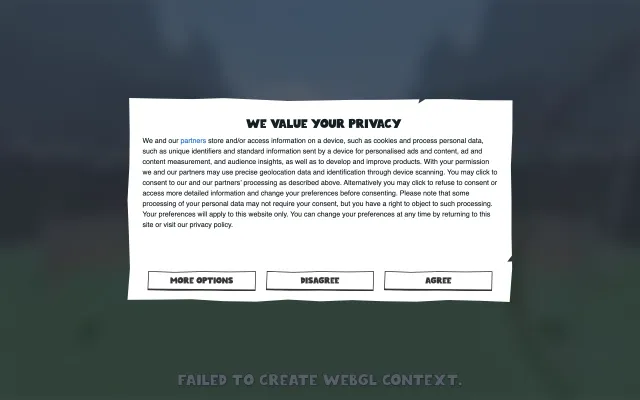 WE VALUE YOUR PRIVACY
We and our partners store and/or access information on a device, such as cookies and process personal data,
such as unique identifiers and standard information sent by a device for personalised ads and content, ad and
content measurement, and audience insights, as well as to develop and improve products. With your permission
we and our partners may use precise geolocation data and identification through device scanning. You may click to
consent to our and our partners' processing as described above. Alternatively you may click to refuse to consent or
access more detailed information and change your preferences before consenting. Please note that some
processing of your personal data may not require your consent, but you have a right to object to such processing.
Your preferences will apply to this website only. You can change your preferences at any time by returning to this
site or visit our privacy policy.
MORE OPTIONS
DISAGREE
AGREE
FAILED TO CREATE WEBGL CONTEXT.